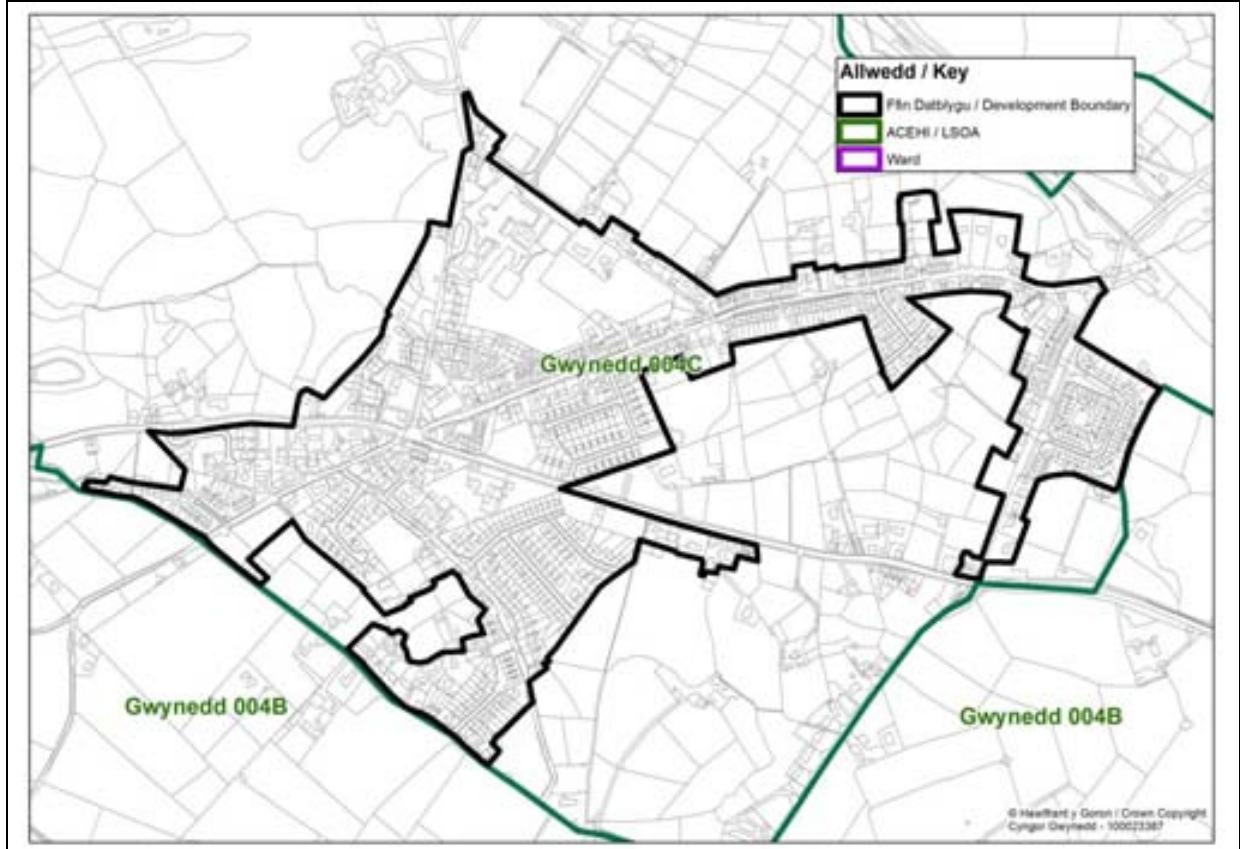 Allwedd / Key
Ffin Datblygu / Development Boundary
ACEHI / LSOA
Ward
Gwynedd 004C
Gwynedd 004B
Gwynedd 004B
© Hawlfraint y Goron / Crown Copyright
Cyngor Gwynedd - 100023387